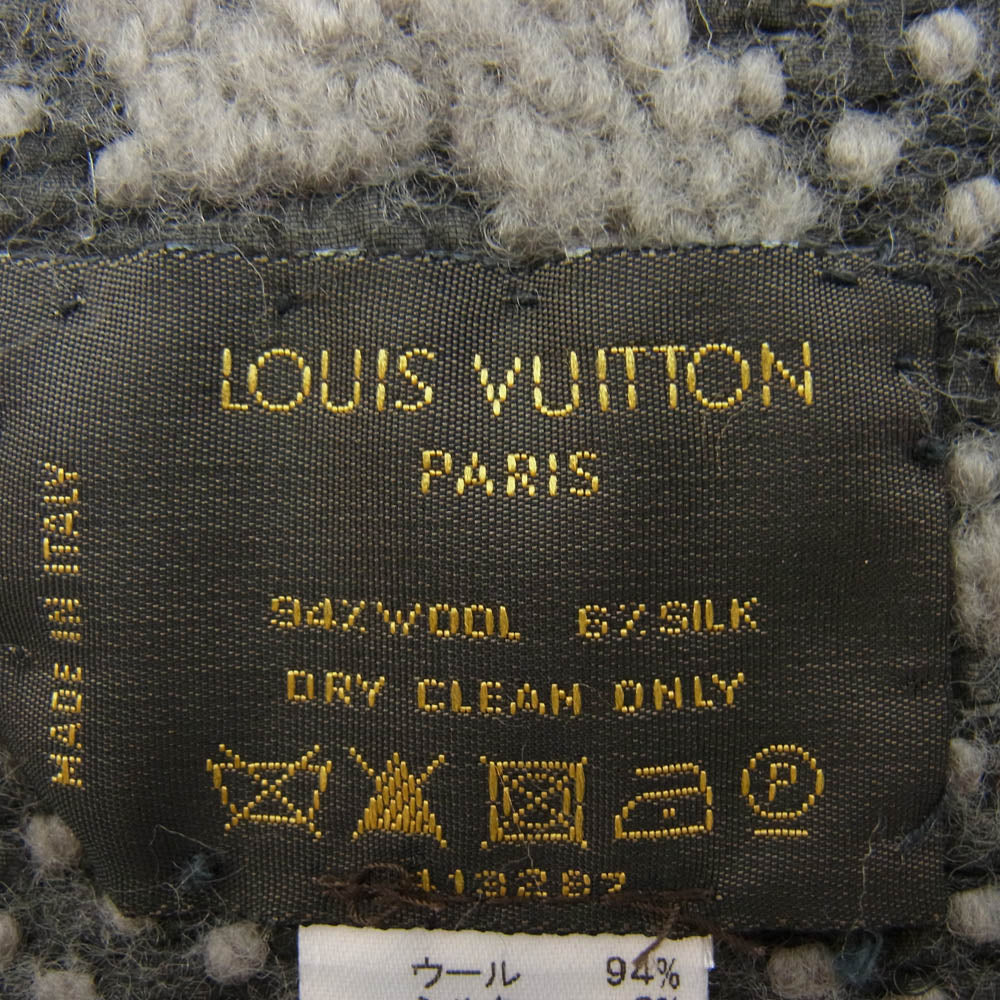 LOUIS VUITTON
PARIS
MADE IN ITALY
94%WOOL 6%SILK
DRY CLEAN ONLY
P
ウール 94%